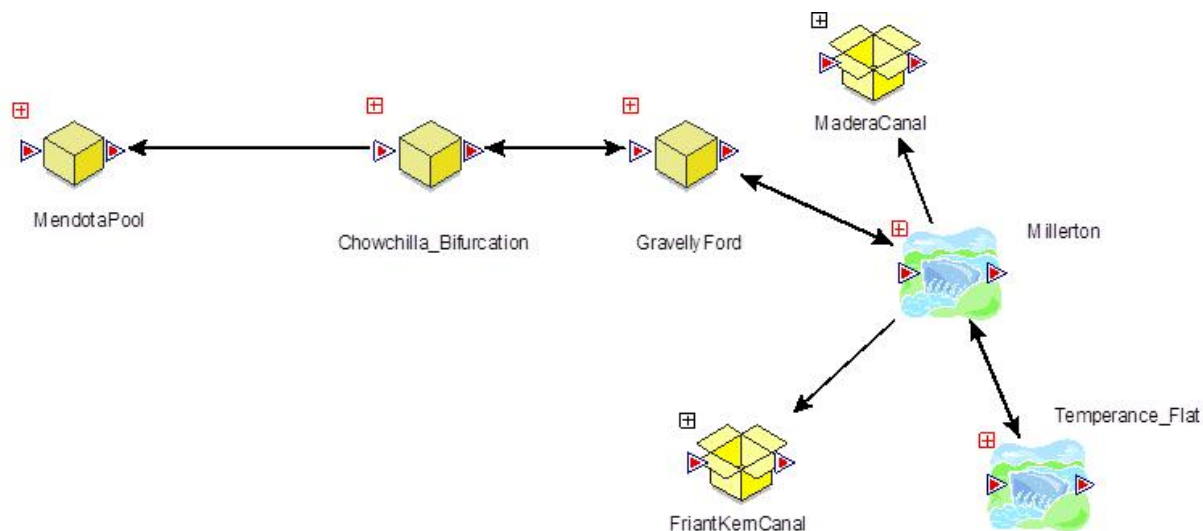 MaderaCanal
MendotaPool
Chowchilla_Bifurcation
GravellyFord
Millerton
Temperance_Flat
FriantKernCanal